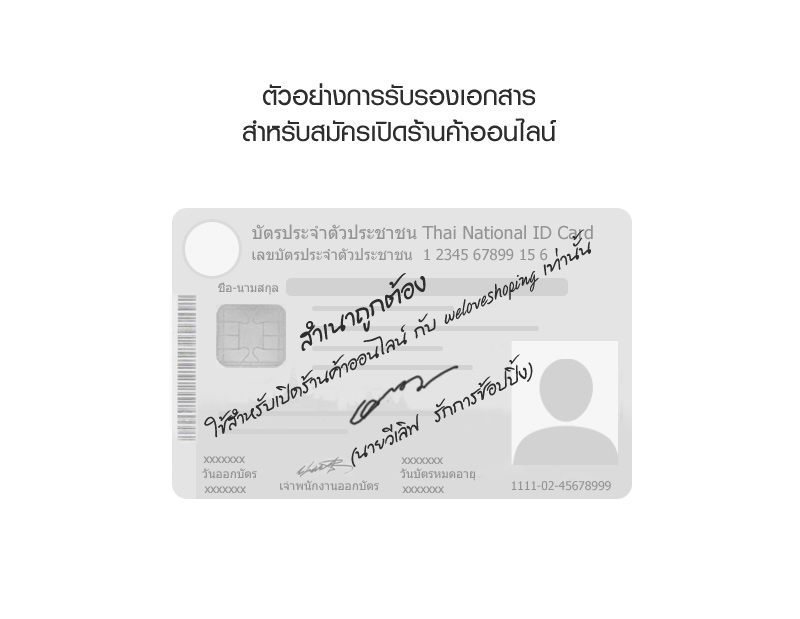 ตัวอย่างการรับรองเอกสาร
สำหรับสมัครเปิดร้านค้าออนไลน์
บัตรประจำตัวประชาชน Thai National ID Card
เลขบัตรประจำตัวประชาชน 1 2345 67899 15 6
ชื่อ-นามสกุล
สำเนาถูกต้อง
ใช้สำหรับเปิดร้านค้าออนไลน์ กับ weloveshoping เท่านั้น
(นายวีเลิฟ รักการช้อปปิ้ง)
xxxxxxx
วันออกบัตร
xxxxxxx
เจ้าพนักงานออกบัตร
xxxxxxx
วันบัตรหมดอายุ
xxxxxxx
1111-02-45678999